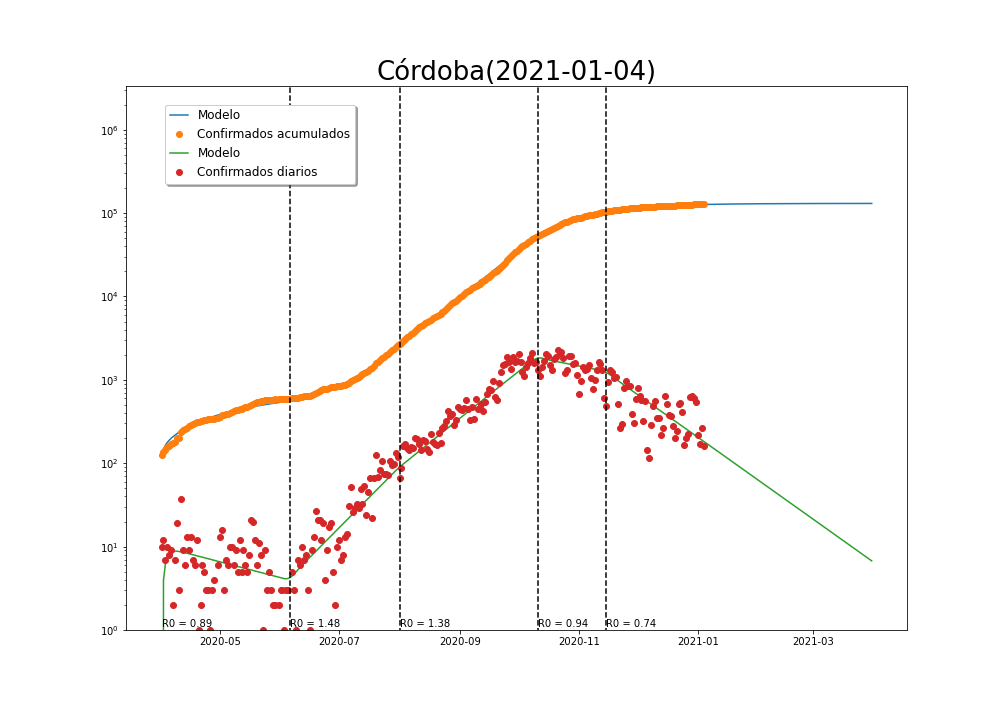 Córdoba(2021-01-04)
Modelo
Confirmados acumulados
Modelo
Confirmados diarios
10⁶
10⁵
10⁴
10³
10²
10¹
10⁰
R0 = 0.89 R0 = 1.48 R0 = 1.38 R0 = 0.94 R0 = 0.74
2020-05 2020-07 2020-09 2020-11 2021-01 2021-03